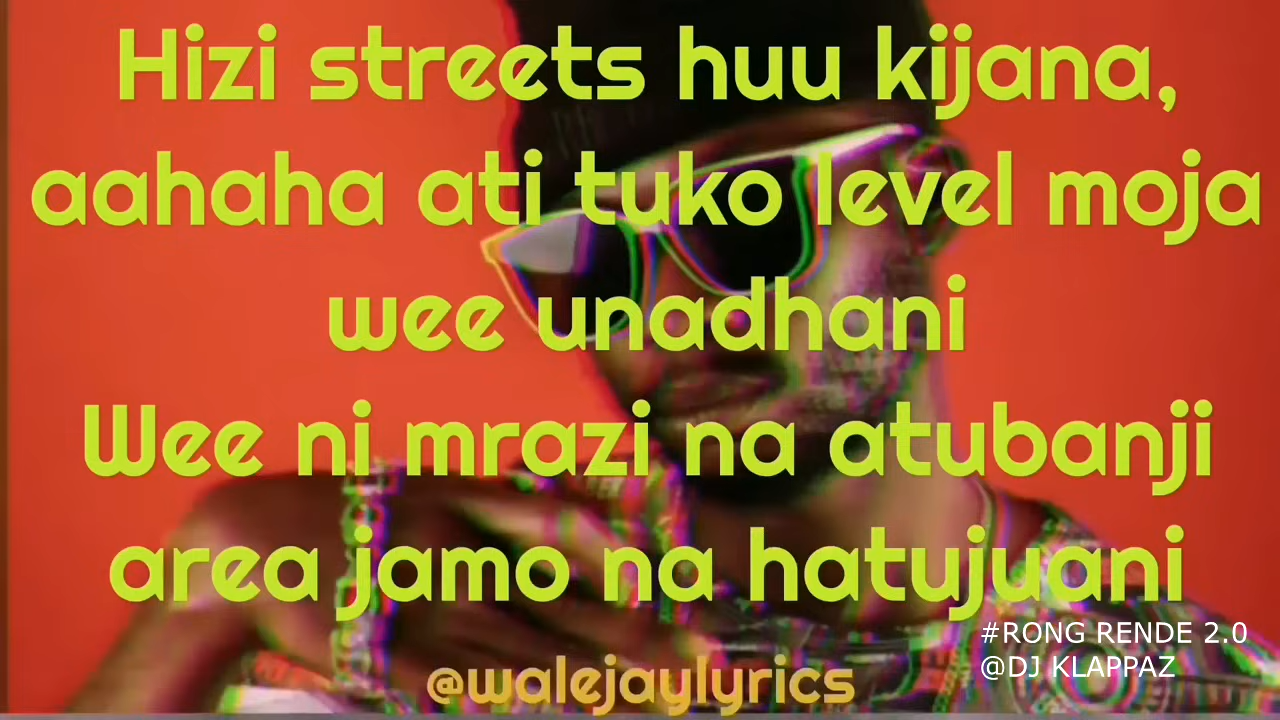 Hizi streets huu kijana,
aahaha ati tuko level moja
wee unadhani
Wee ni mrazi na atubanji
area jamo na hatujuani
#RONG RENDE 2.0
@DJ KLAPPAZ
@walejaylyrics